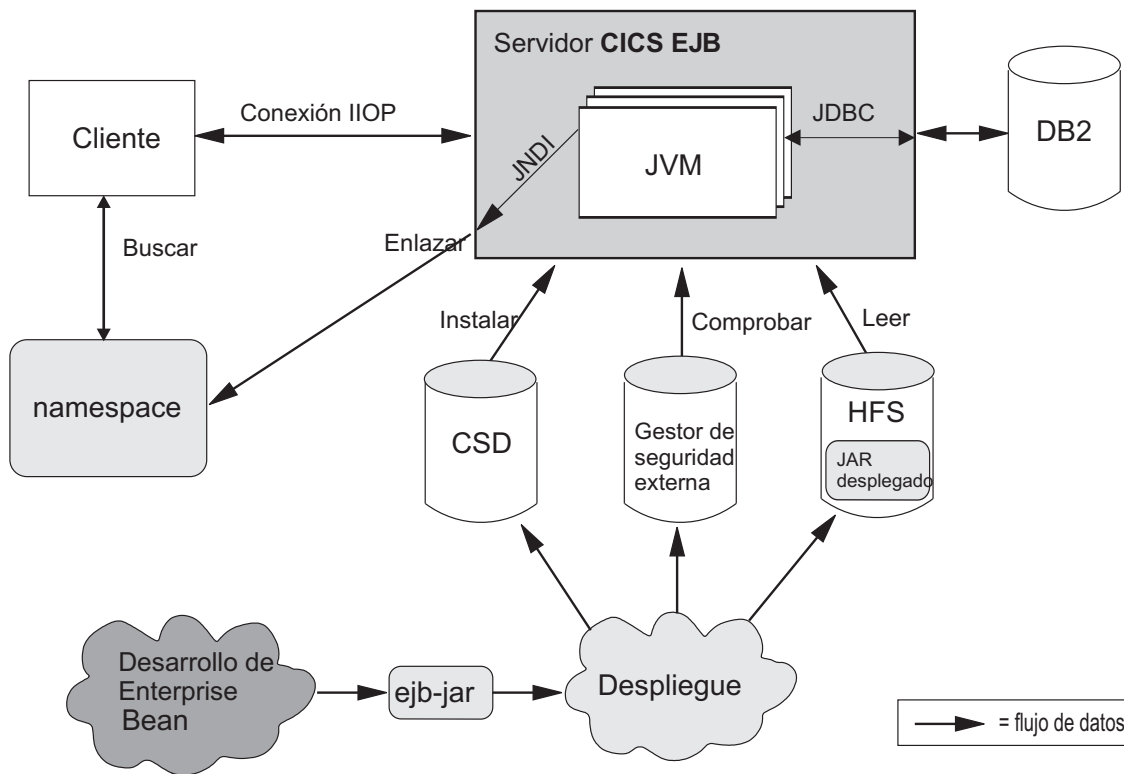 Servidor CICS EJB
Cliente
Conexión IIOP
JNDI
JVM
JDBC
DB2
Buscar
Enlazar
namespace
Instalar
Comprobar
Leer
CSD
Gestor de
seguridad
externa
HFS
JAR
desplegado
Desarrollo de
Enterprise
Bean
ejb-jar
Despliegue
= flujo de datos